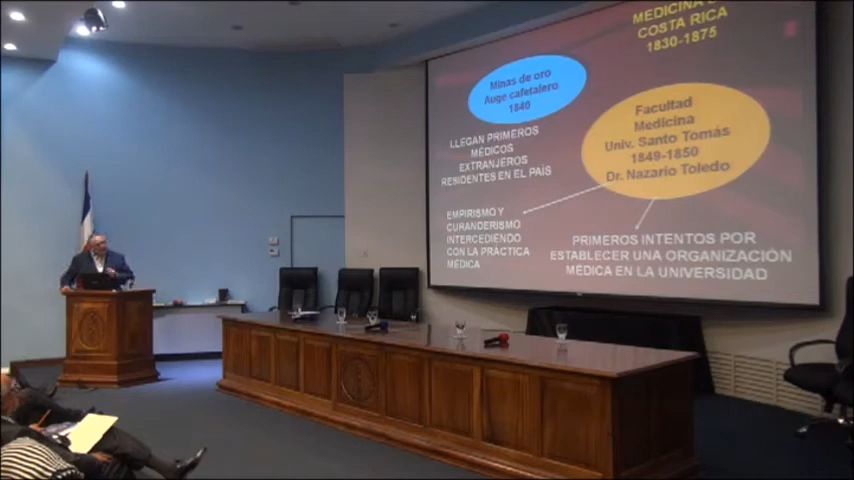 MEDICINA
COSTA RICA
1830-1875
Minas de oro
Auge cafetalero
1840
Facultad
Medicina
Univ. Santo Tomás
1849-1850
Dr. Nazario Toledo
LLEGAN PRIMEROS
MÉDICOS
EXTRANJEROS
RESIDENTES EN EL PAÍS
EMPIRISMO Y
CURANDERISMO
INTERCEDIENDO
CON LA PRÁCTICA
MÉDICA
PRIMEROS INTENTOS POR
ESTABLECER UNA ORGANIZACIÓN
MÉDICA EN LA UNIVERSIDAD